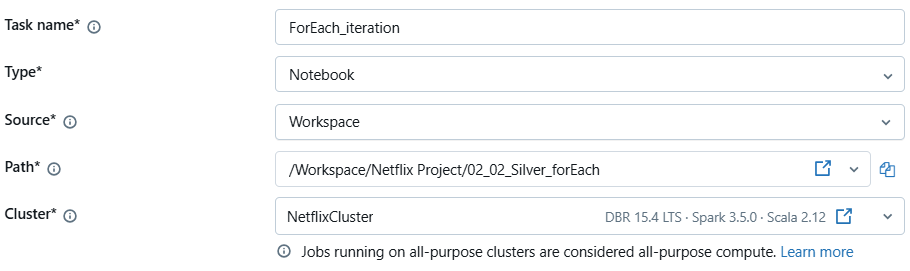 Task name*
ForEach_iteration
Type*
Notebook
Source*
Workspace
Path*
/Workspace/Netflix Project/02_02_Silver_forEach
Cluster*
NetflixCluster DBR 15.4 LTS · Spark 3.5.0 · Scala 2.12
Jobs running on all-purpose clusters are considered all-purpose compute. Learn more